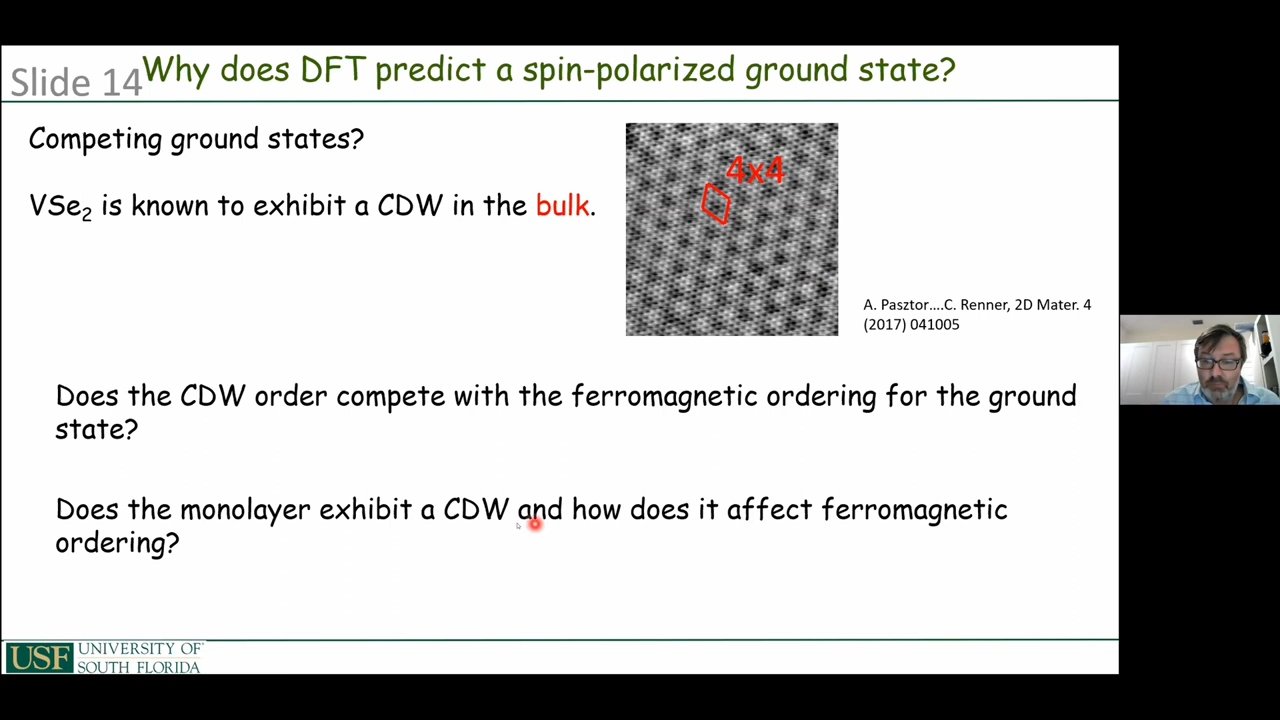 Slide 14
Why does DFT predict a spin-polarized ground state?
Competing ground states?
VSe₂ is known to exhibit a CDW in the bulk.
4x4
A. Pasztor....C. Renner, 2D Mater. 4
(2017) 041005
Does the CDW order compete with the ferromagnetic ordering for the ground
state?
Does the monolayer exhibit a CDW and how does it affect ferromagnetic
ordering?
USF UNIVERSITY OF
SOUTH FLORIDA